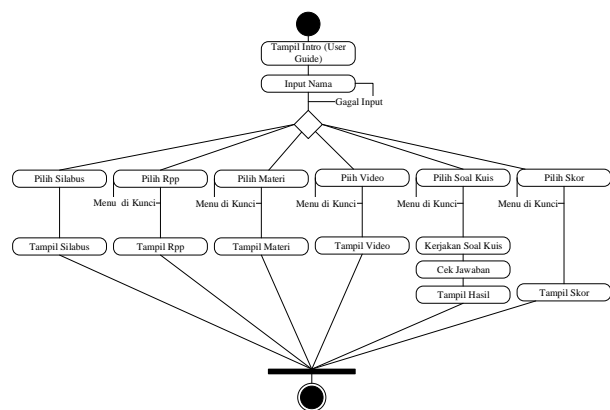 Tampil Intro (User
Guide)
Input Nama
Gagal Input
Pilih Silabus
Pilih Rpp
Pilih Materi
Piih Video
Pilih Soal Kuis
Pilih Skor
Menu di Kunci
Menu di Kunci
Menu di Kunci
Menu di Kunci
Menu di Kunci
Tampil Silabus
Tampil Rpp
Tampil Materi
Tampil Video
Kerjakan Soal Kuis
Cek Jawaban
Tampil Hasil
Tampil Skor